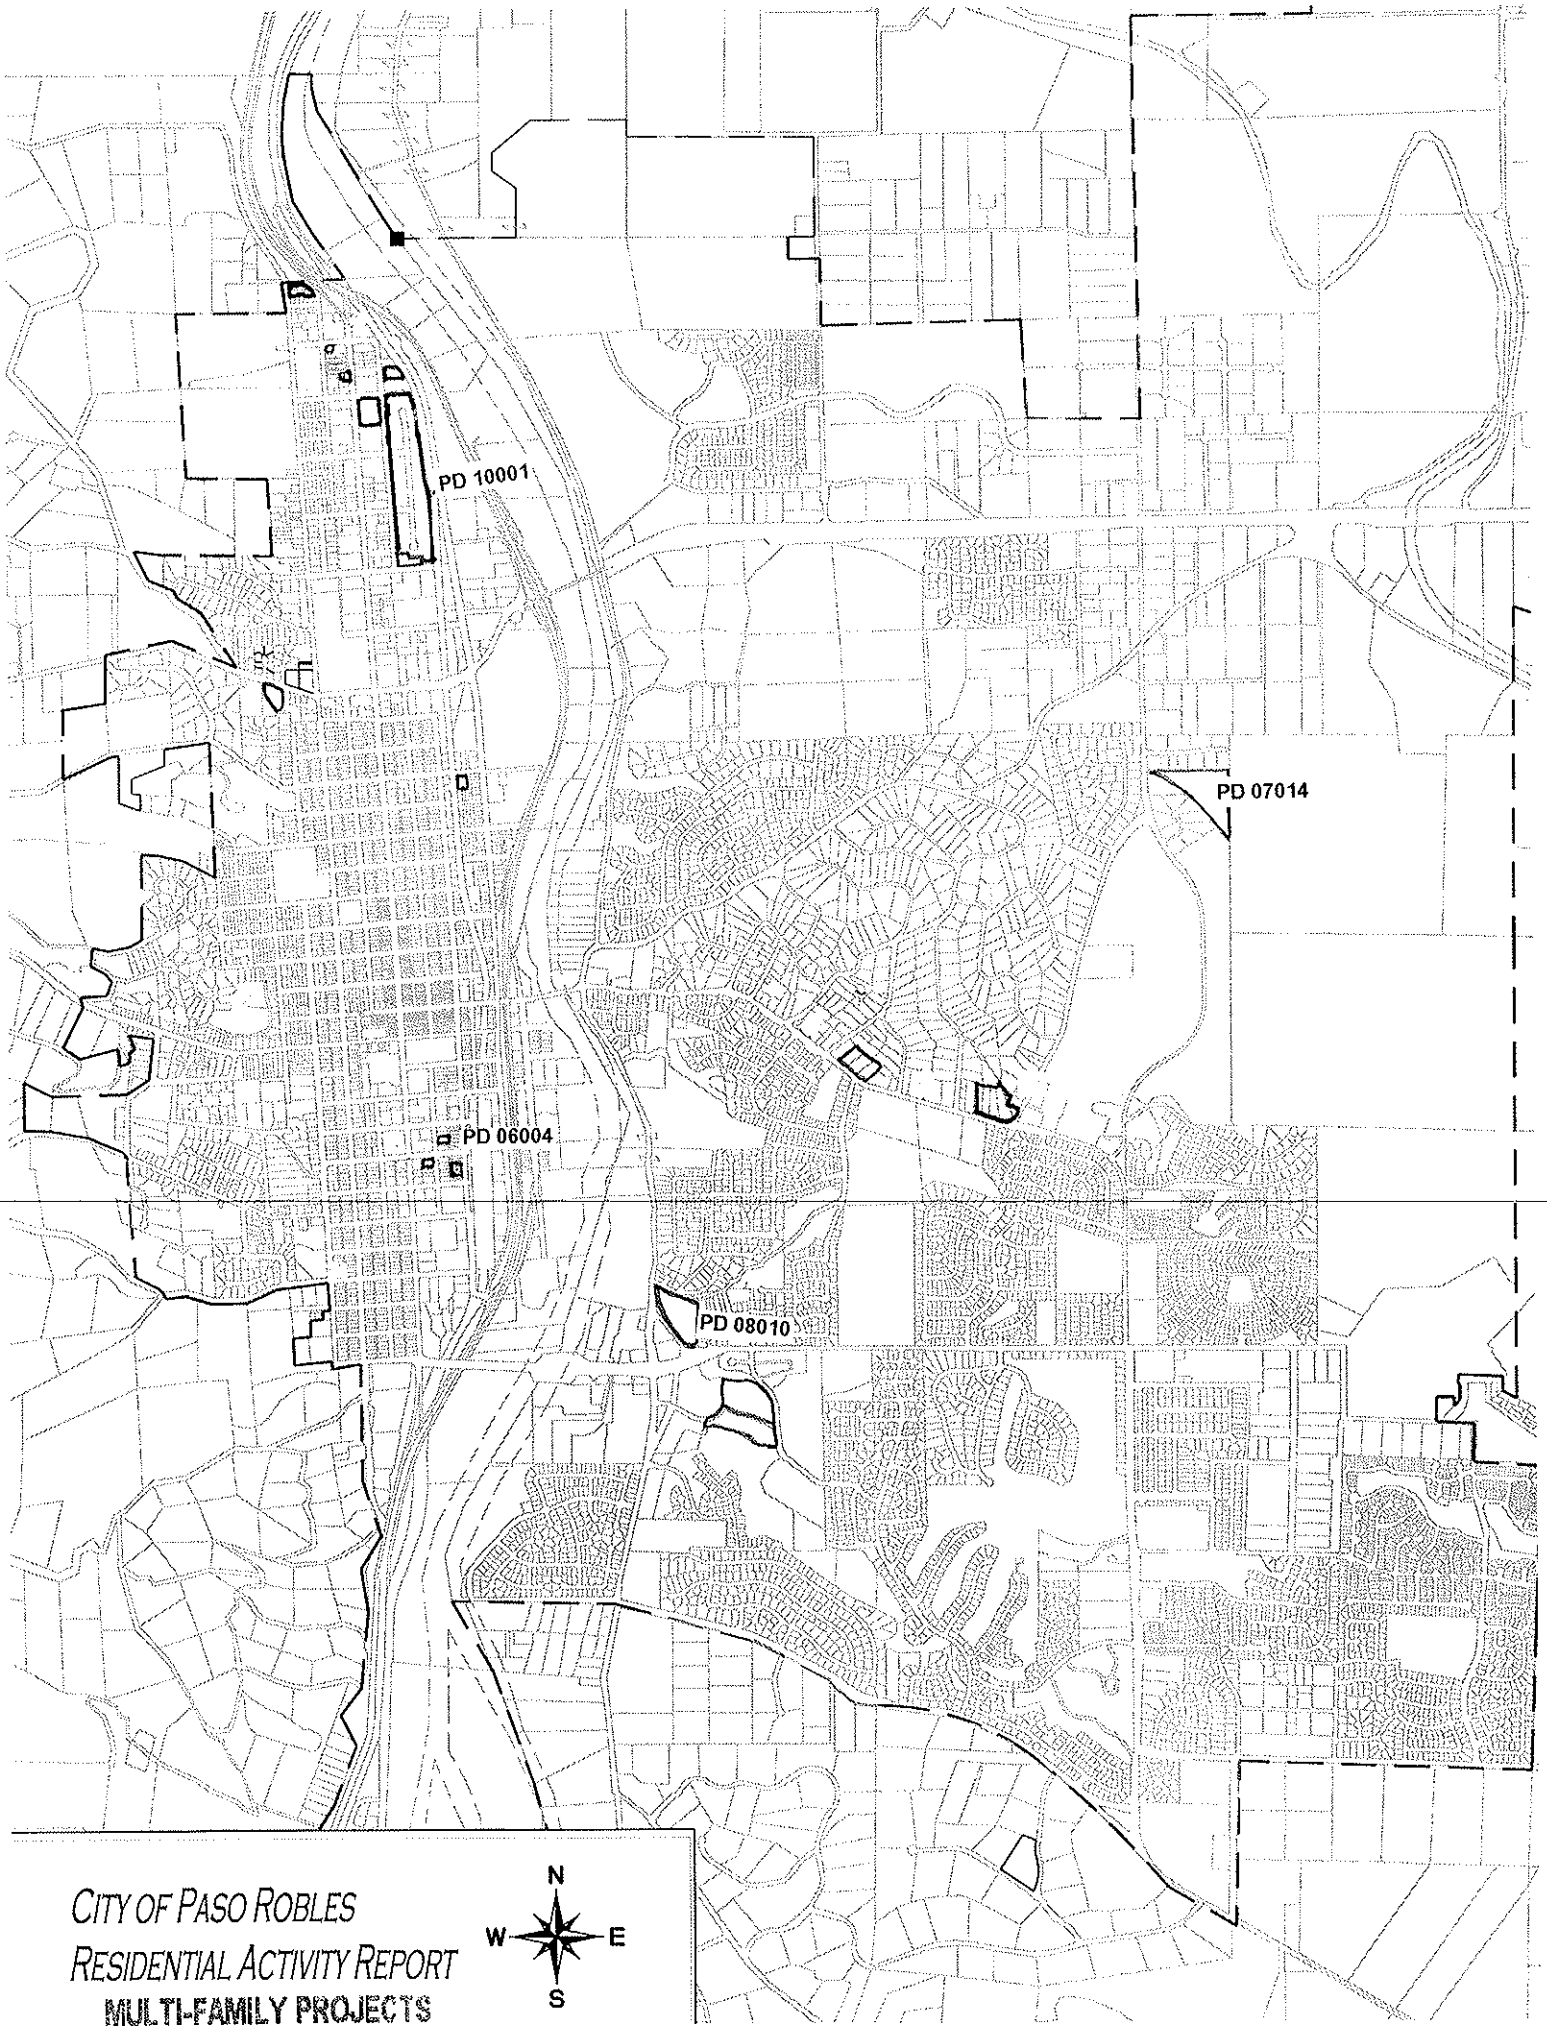 PD 10001
PD 07014
PD 06004
PD 08010
CITY OF PASO ROBLES
RESIDENTIAL ACTIVITY REPORT
MULTI-FAMILY PROJECTS
N
W E
S